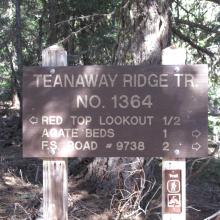 TEANAWAY RIDGE TR.
NO. 1364
RED TOP LOOKOUT 1/2
AGATE BEDS 1
F.S. ROAD # 9738 2